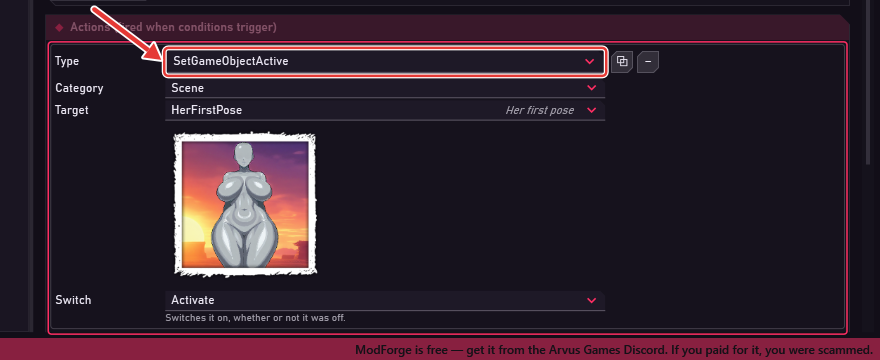 Actions (fired when conditions trigger)
Type
SetGameObjectActive
Category
Scene
Target
HerFirstPose
Her first pose
Switch
Activate
Switches it on, whether or not it was off.
ModForge is free — get it from the Arvus Games Discord. If you paid for it, you were scammed.